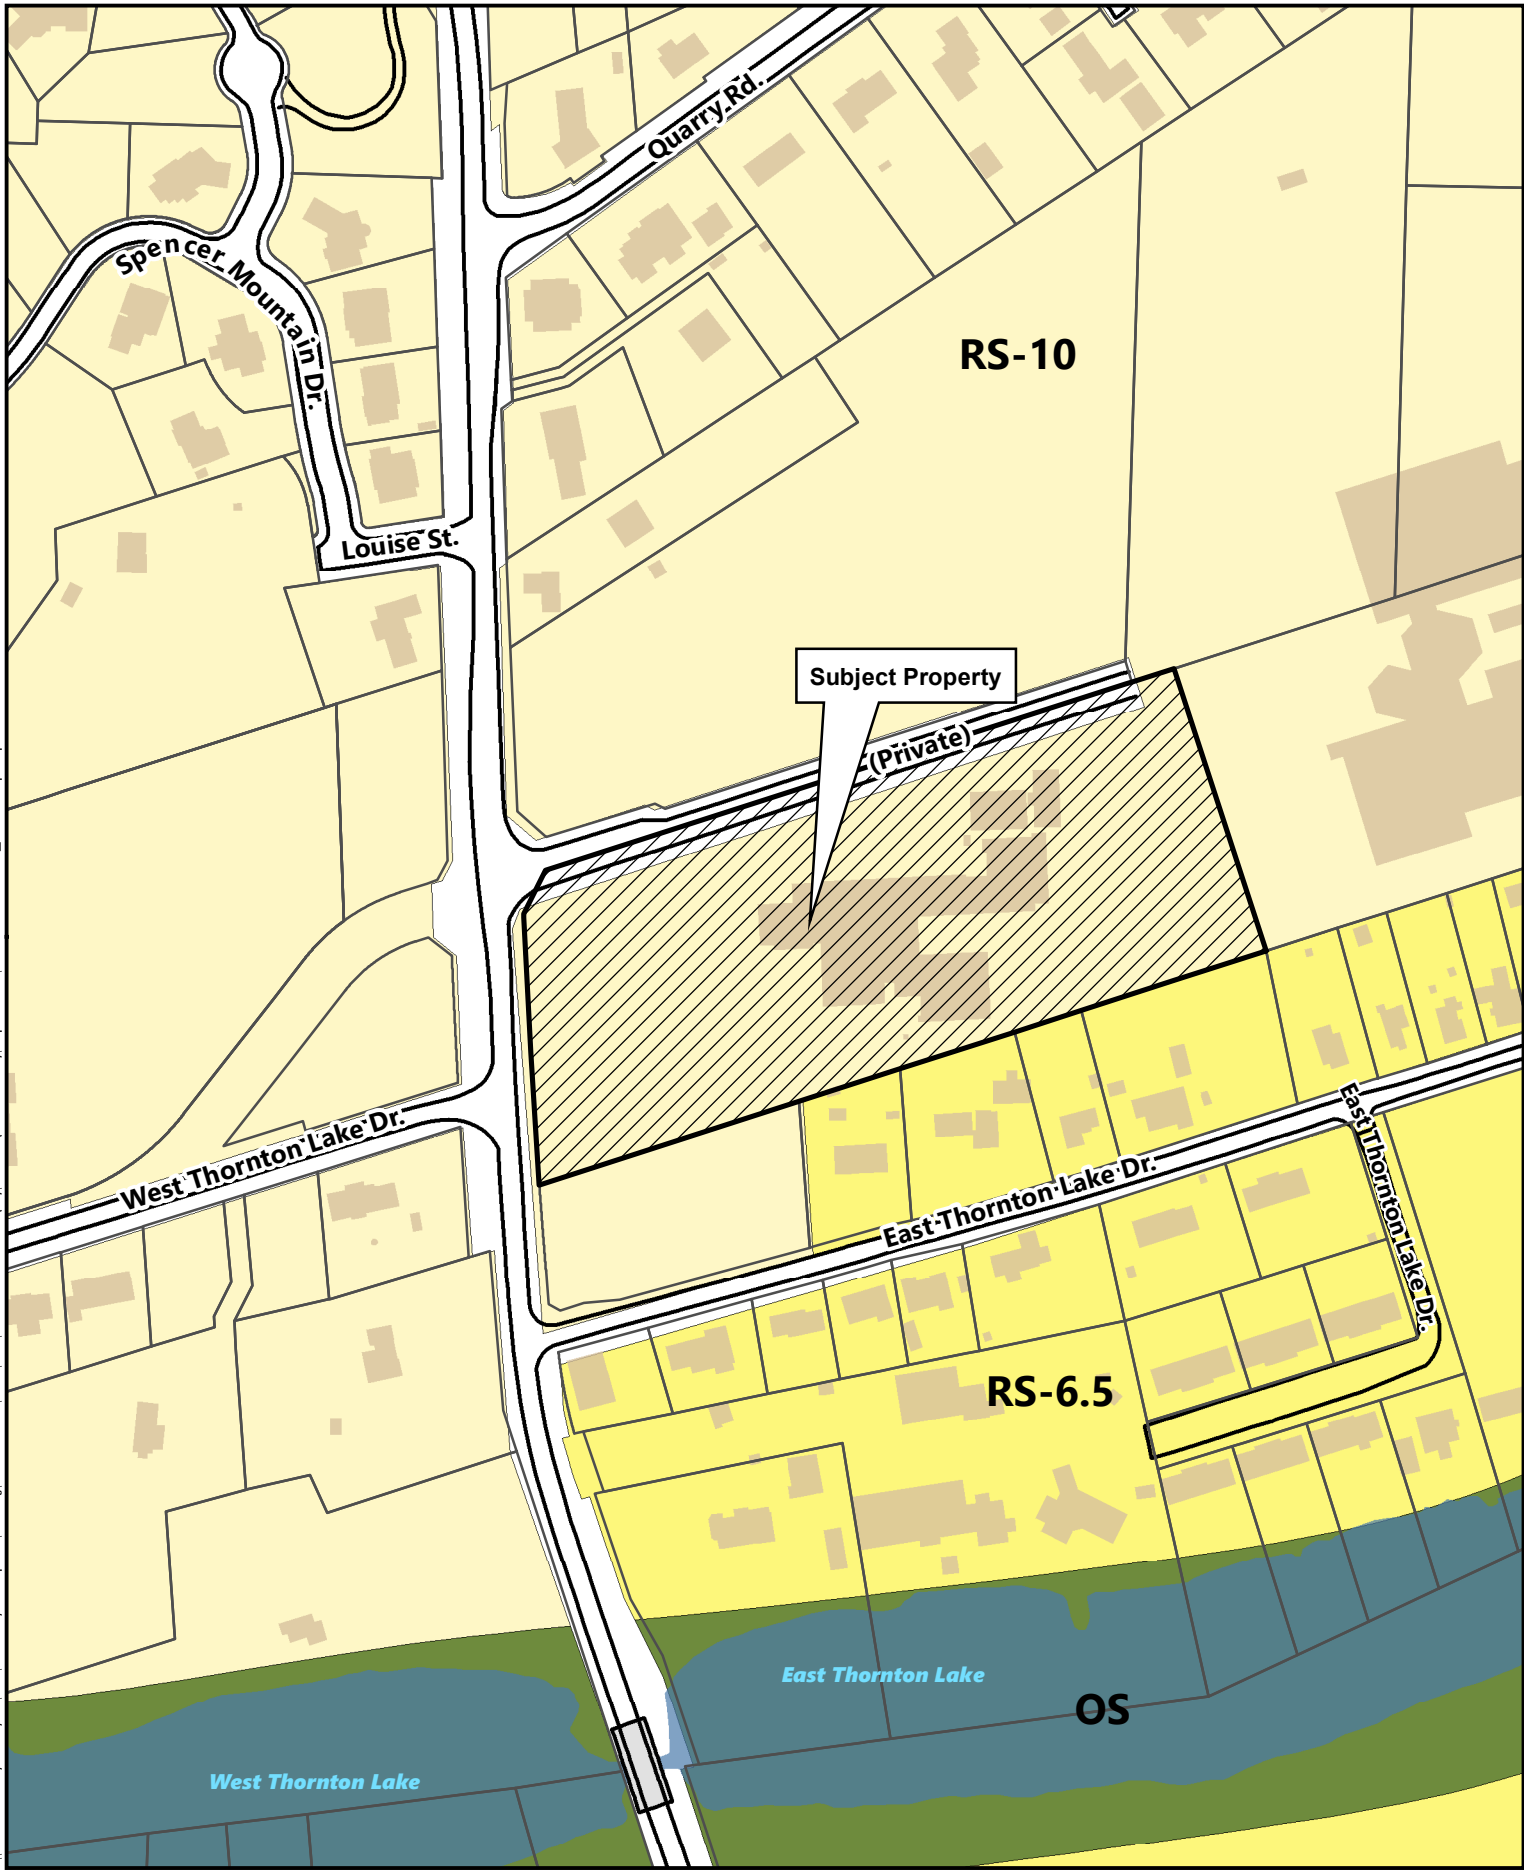 Quarry Rd.
Spencer Mountain Dr.
RS-10
Louise St.
Subject Property
(Private)
West Thornton Lake Dr.
East Thornton Lake Dr.
East Thornton Lake Dr.
RS-6.5
East Thornton Lake
OS
West Thornton Lake